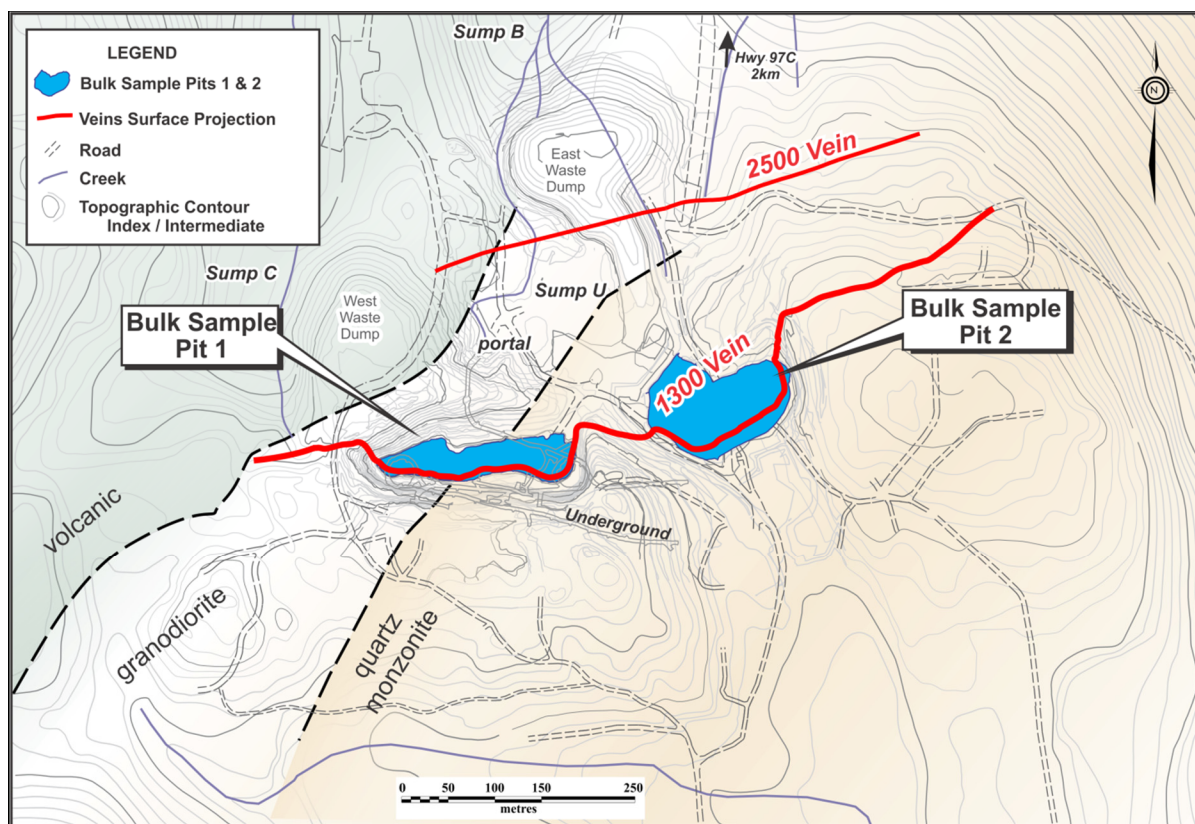 LEGEND
Bulk Sample Pits 1 & 2
Veins Surface Projection
Road
Creek
Topographic Contour
Index / Intermediate
Sump B
Hwy 97C
2km
N
East
Waste
Dump
2500 Vein
Sump C
Sump U
West
Waste
Dump
Bulk Sample
Pit 1
portal
Bulk Sample
Pit 2
1300 Vein
Underground
volcanic
granodiorite
quartz
monzonite
0 50 100 150 250
metres